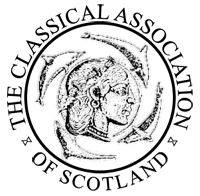 THE CLASSICAL ASSOCIATION
OF SCOTLAND